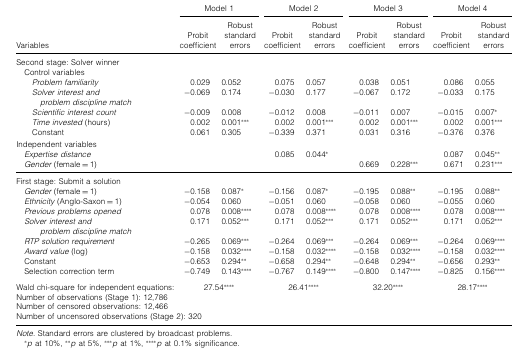 Model 1 Model 2 Model 3 Model 4
Variables Probit coefficient Robust standard errors Probit coefficient Robust standard errors Probit coefficient Robust standard errors Probit coefficient Robust standard errors
Second stage: Solver winner
Control variables
Problem familiarity 0.029 0.052 0.075 0.057 0.038 0.051 0.086 0.055
Solver interest and
problem discipline match −0.069 0.174 −0.030 0.177 −0.067 0.172 −0.033 0.175
Scientific interest count −0.009 0.008 −0.012 0.008 −0.011 0.007 −0.015 0.007*
Time invested (hours) 0.002 0.001*** 0.002 0.001*** 0.002 0.001*** 0.002 0.001***
Constant 0.061 0.305 −0.339 0.371 0.031 0.316 −0.376 0.376
Independent variables
Expertise distance 0.085 0.044* 0.087 0.045**
Gender (female = 1) 0.669 0.228*** 0.671 0.231***
First stage: Submit a solution
Gender (female = 1) −0.158 0.087* −0.156 0.087* −0.195 0.088** −0.195 0.088**
Ethnicity (Anglo-Saxon = 1) −0.054 0.060 −0.051 0.060 −0.058 0.060 −0.055 0.060
Previous problems opened 0.078 0.008**** 0.078 0.008**** 0.078 0.008**** 0.078 0.008****
Solver interest and
problem discipline match 0.171 0.052*** 0.171 0.052*** 0.171 0.052*** 0.171 0.052***
RTP solution requirement −0.265 0.069*** −0.264 0.069*** −0.264 0.069*** −0.264 0.069****
Award value (log) −0.158 0.032**** −0.158 0.032**** −0.158 0.032**** −0.158 0.032****
Constant −0.653 0.294** −0.658 0.294** −0.648 0.294** −0.656 0.293**
Selection correction term −0.749 0.143**** −0.767 0.149**** −0.800 0.147**** −0.825 0.156****
Wald chi-square for independent equations: 27.54**** 26.41**** 32.20**** 28.17****
Number of observations (Stage 1): 12,786
Number of censored observations: 12,466
Number of uncensored observations (Stage 2): 320
Note. Standard errors are clustered by broadcast problems.
*p at 10%, **p at 5%, ***p at 1%, ****p at 0.1% significance.